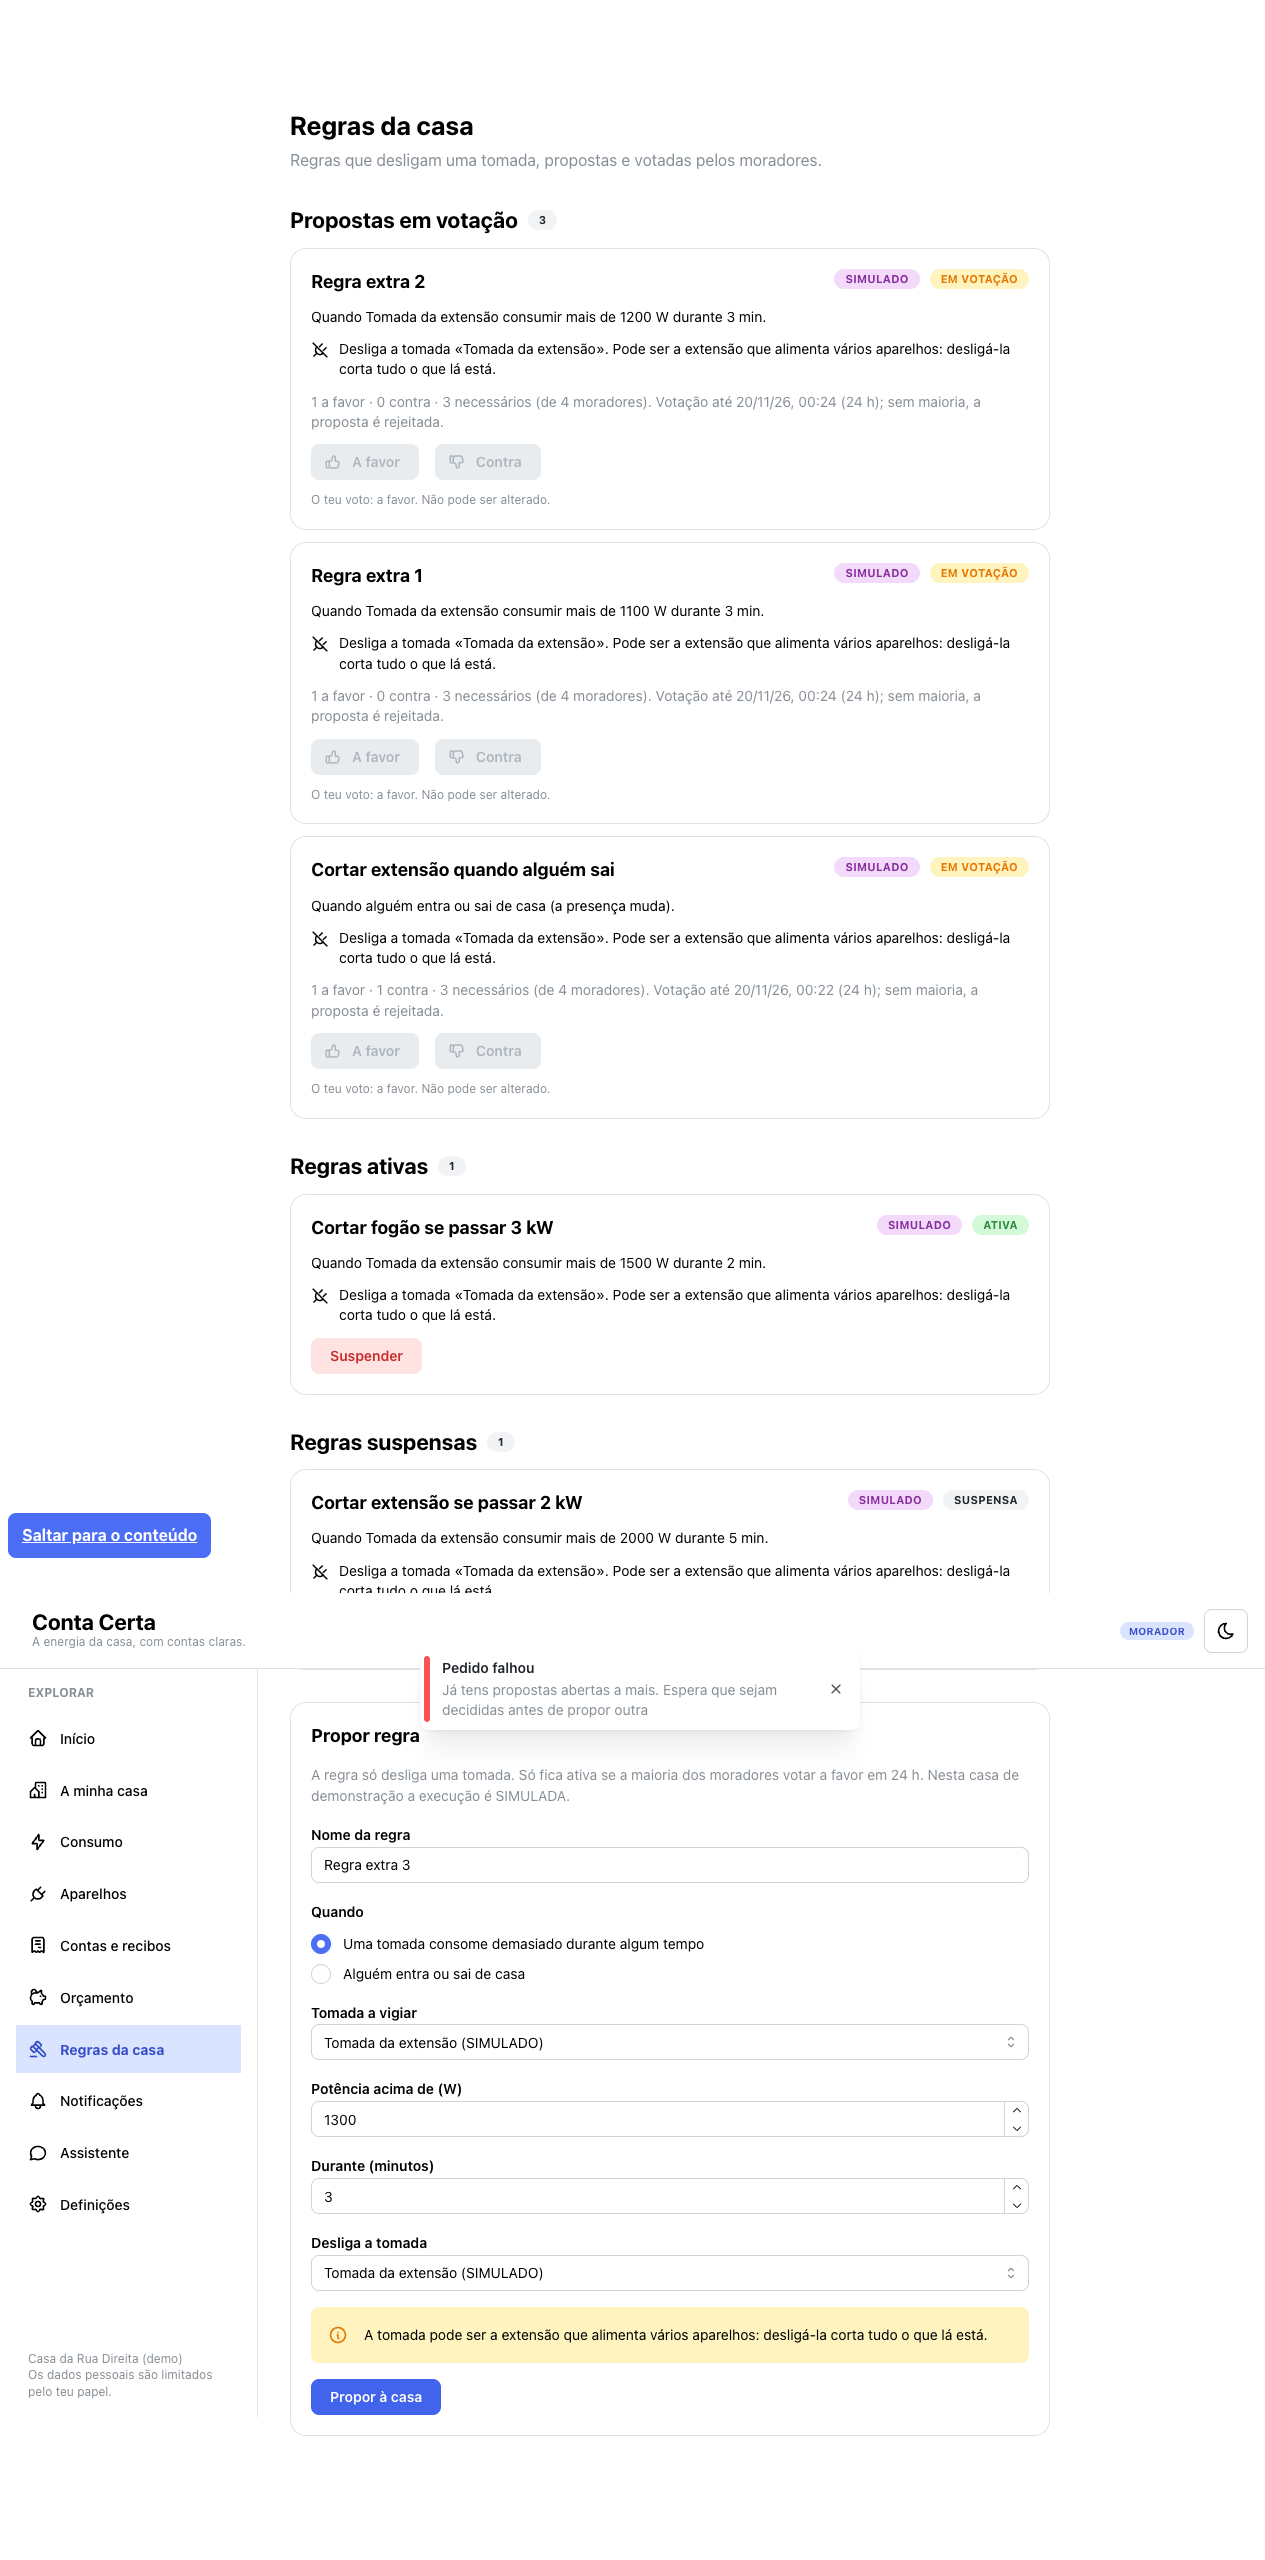 Regras da casa
Regras que desligam uma tomada, propostas e votadas pelos moradores.
Propostas em votação 3
Regra extra 2 SIMULADO EM VOTAÇÃO
Quando Tomada da extensão consumir mais de 1200 W durante 3 min.
Desliga a tomada «Tomada da extensão». Pode ser a extensão que alimenta vários aparelhos: desligá-la
corta tudo o que lá está.
1 a favor · 0 contra · 3 necessários (de 4 moradores). Votação até 20/11/26, 00:24 (24 h); sem maioria, a
proposta é rejeitada.
A favor Contra
O teu voto: a favor. Não pode ser alterado.
Regra extra 1 SIMULADO EM VOTAÇÃO
Quando Tomada da extensão consumir mais de 1100 W durante 3 min.
Desliga a tomada «Tomada da extensão». Pode ser a extensão que alimenta vários aparelhos: desligá-la
corta tudo o que lá está.
1 a favor · 0 contra · 3 necessários (de 4 moradores). Votação até 20/11/26, 00:24 (24 h); sem maioria, a
proposta é rejeitada.
A favor Contra
O teu voto: a favor. Não pode ser alterado.
Cortar extensão quando alguém sai SIMULADO EM VOTAÇÃO
Quando alguém entra ou sai de casa (a presença muda).
Desliga a tomada «Tomada da extensão». Pode ser a extensão que alimenta vários aparelhos: desligá-la
corta tudo o que lá está.
1 a favor · 1 contra · 3 necessários (de 4 moradores). Votação até 20/11/26, 00:22 (24 h); sem maioria, a
proposta é rejeitada.
A favor Contra
O teu voto: a favor. Não pode ser alterado.
Regras ativas 1
Cortar fogão se passar 3 kW SIMULADO ATIVA
Quando Tomada da extensão consumir mais de 1500 W durante 2 min.
Desliga a tomada «Tomada da extensão». Pode ser a extensão que alimenta vários aparelhos: desligá-la
corta tudo o que lá está.
Suspender
Regras suspensas 1
Cortar extensão se passar 2 kW SIMULADO SUSPENSA
Quando Tomada da extensão consumir mais de 2000 W durante 5 min.
Desliga a tomada «Tomada da extensão». Pode ser a extensão que alimenta vários aparelhos: desligá-la
corta tudo o que lá está
Saltar para o conteúdo
Conta Certa
A energia da casa, com contas claras.
MORADOR
EXPLORAR
Início
A minha casa
Consumo
Aparelhos
Contas e recibos
Orçamento
Regras da casa
Notificações
Assistente
Definições
Casa da Rua Direita (demo)
Os dados pessoais são limitados
pelo teu papel.
Pedido falhou
Já tens propostas abertas a mais. Espera que sejam
decididas antes de propor outra
Propor regra
A regra só desliga uma tomada. Só fica ativa se a maioria dos moradores votar a favor em 24 h. Nesta casa de
demonstração a execução é SIMULADA.
Nome da regra
Regra extra 3
Quando
Uma tomada consome demasiado durante algum tempo
Alguém entra ou sai de casa
Tomada a vigiar
Tomada da extensão (SIMULADO)
Potência acima de (W)
1300
Durante (minutos)
3
Desliga a tomada
Tomada da extensão (SIMULADO)
A tomada pode ser a extensão que alimenta vários aparelhos: desligá-la corta tudo o que lá está.
Propor à casa